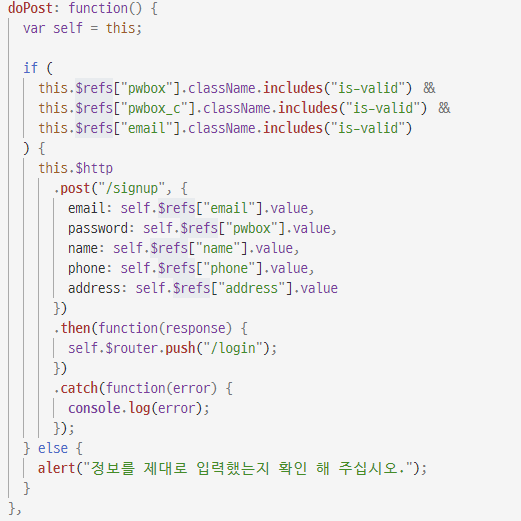 doPost: function() {
var self = this;
if (
this.$refs["pwbox"].className.includes("is-valid") &&
this.$refs["pwbox_c"].className.includes("is-valid") &&
this.$refs["email"].className.includes("is-valid")
) {
this.$http
.post("/signup", {
email: self.$refs["email"].value,
password: self.$refs["pwbox"].value,
name: self.$refs["name"].value,
phone: self.$refs["phone"].value,
address: self.$refs["address"].value
})
.then(function(response) {
self.$router.push("/login");
})
.catch(function(error) {
console.log(error);
});
} else {
alert("정보를 제대로 입력했는지 확인 해 주십시오.");
}
},